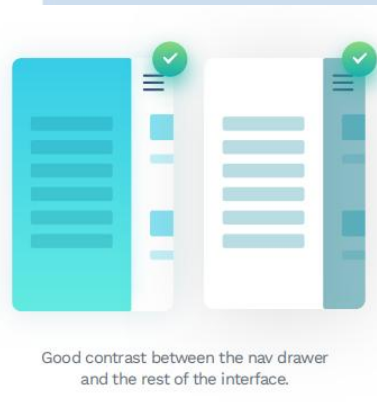 Good contrast between the nav drawer
and the rest of the interface.